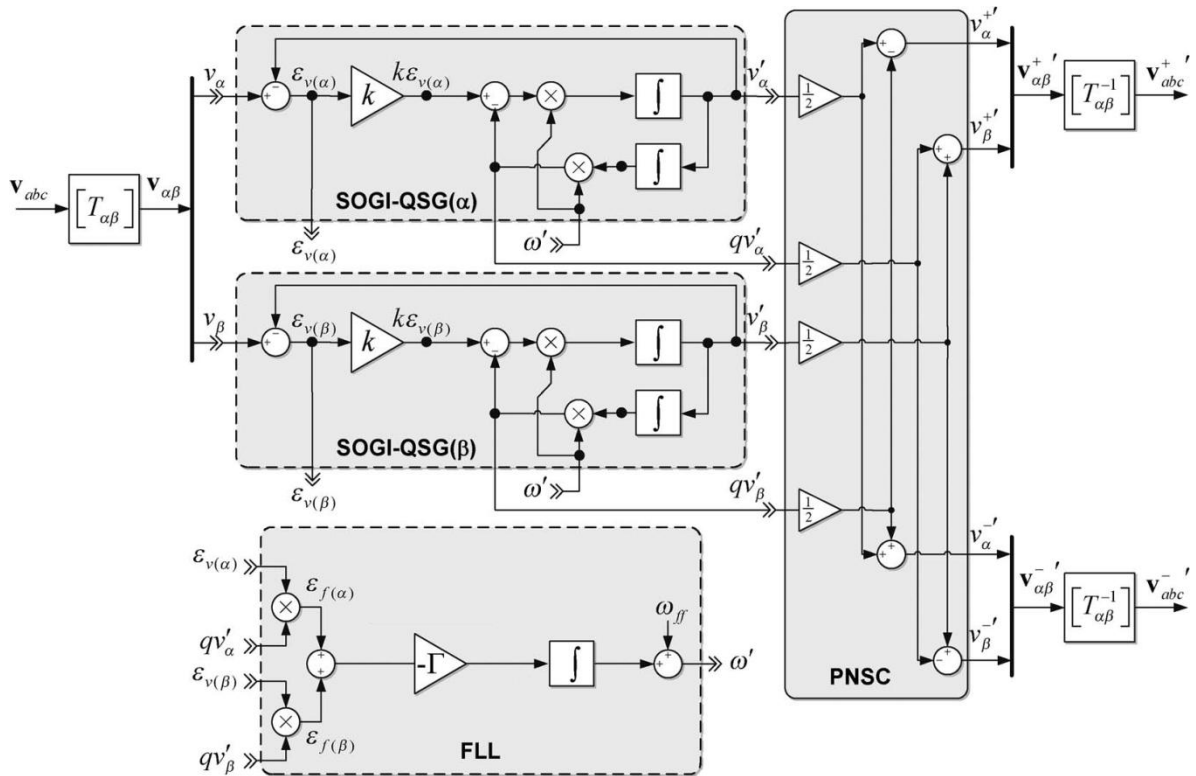 v_abc
[T_αβ]
v_αβ
v_α
ε_v(α)
k
kε_v(α)
∫
∫
v′_α
SOGI-QSG(α)
ε_v(α)
ω′
qv′_α
v_β
ε_v(β)
k
kε_v(β)
∫
∫
v′_β
SOGI-QSG(β)
ε_v(β)
ω′
qv′_β
1/2
1/2
1/2
1/2
PNSC
v_α^+′
v_β^+′
v_αβ^+′
[T_αβ^-1]
v_abc^+′
v_α^-′
v_β^-′
v_αβ^-′
[T_αβ^-1]
v_abc^-′
ε_v(α)
qv′_α
ε_f(α)
ε_v(β)
qv′_β
ε_f(β)
-Γ
∫
ω_ff
ω′
FLL